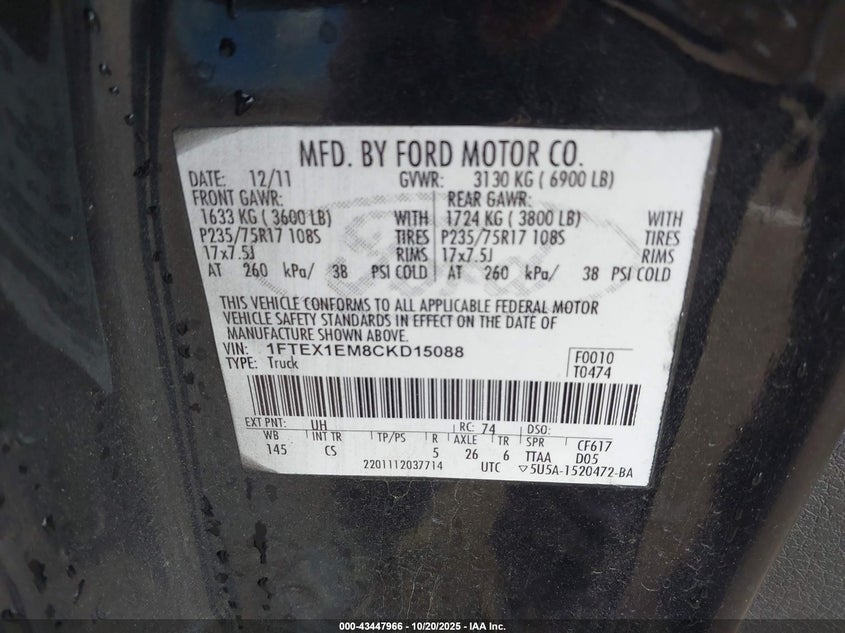 MFD. BY FORD MOTOR CO.
DATE: 12/11 GVWR: 3130 KG ( 6900 LB)
FRONT GAWR: REAR GAWR:
1633 KG ( 3600 LB) WITH 1724 KG ( 3800 LB) WITH
P235/75R17 108S TIRES P235/75R17 108S TIRES
17x7.5J RIMS 17x7.5J RIMS
AT 260 kPa/ 38 PSI COLD AT 260 kPa/ 38 PSI COLD
THIS VEHICLE CONFORMS TO ALL APPLICABLE FEDERAL MOTOR
VEHICLE SAFETY STANDARDS IN EFFECT ON THE DATE OF
MANUFACTURE SHOWN ABOVE.
VIN: 1FTEX1EM8CKD15088 F0010
TYPE: Truck T0474
EXT PNT: UH RC: 74 DSO:
WB INT TR TP/PS R AXLE TR SPR CF617
145 CS 5 26 6 TTAA D05
2201112037714 UTC ▽5U5A-1520472-BA
000-43447966 - 10/20/2025 - IAA Inc.